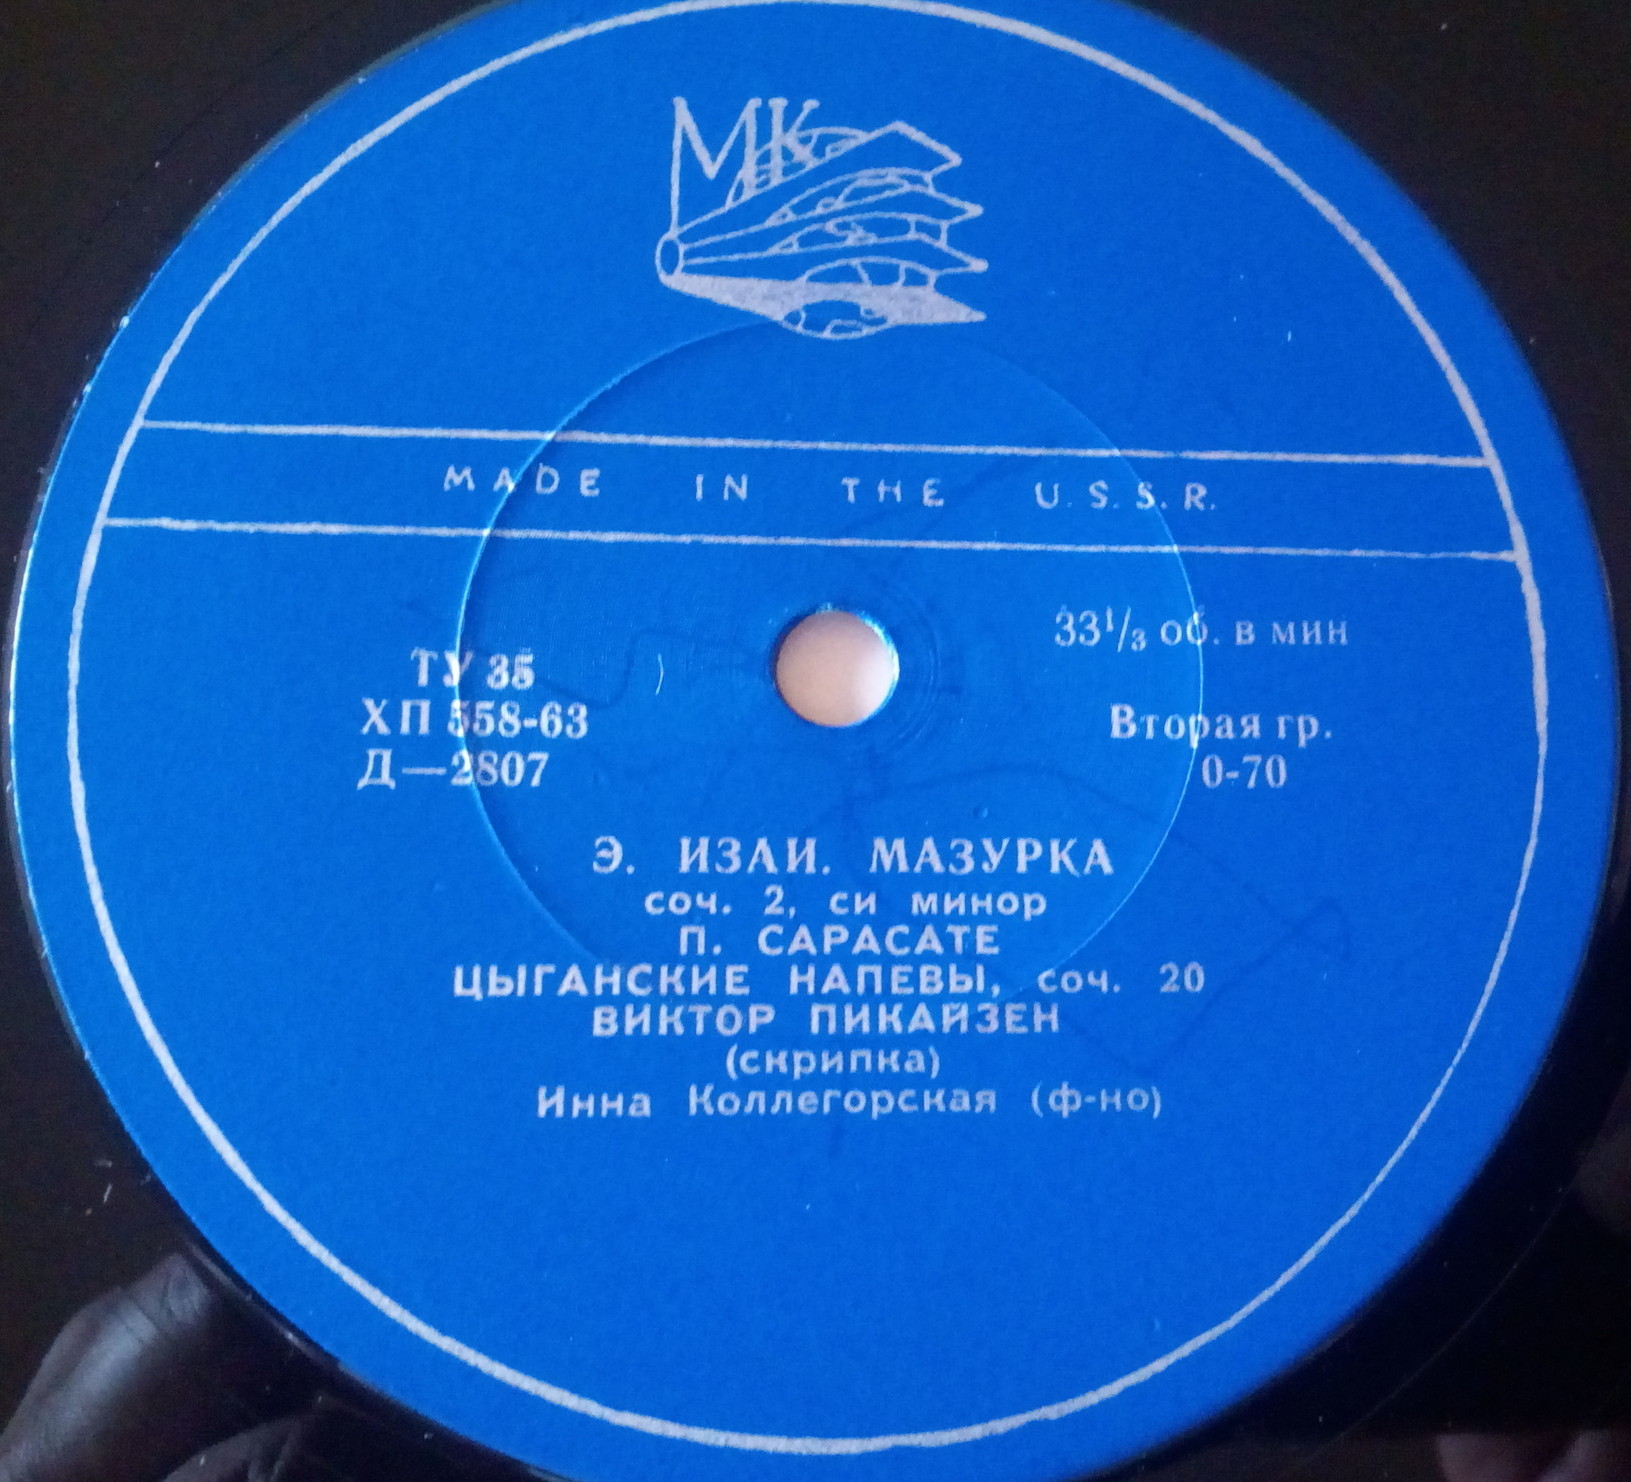 МК
MADE IN THE U.S.S.R.
33⅓ об. в мин
ТУ 35
ХП 558-63
Д—2807
Вторая гр.
0-70
Э. ИЗАИ. МАЗУРКА
соч. 2, си минор
П. САРАСАТЕ
ЦЫГАНСКИЕ НАПЕВЫ, соч. 20
ВИКТОР ПИКАЙЗЕН
(скрипка)
Инна Коллегорская (ф-но)